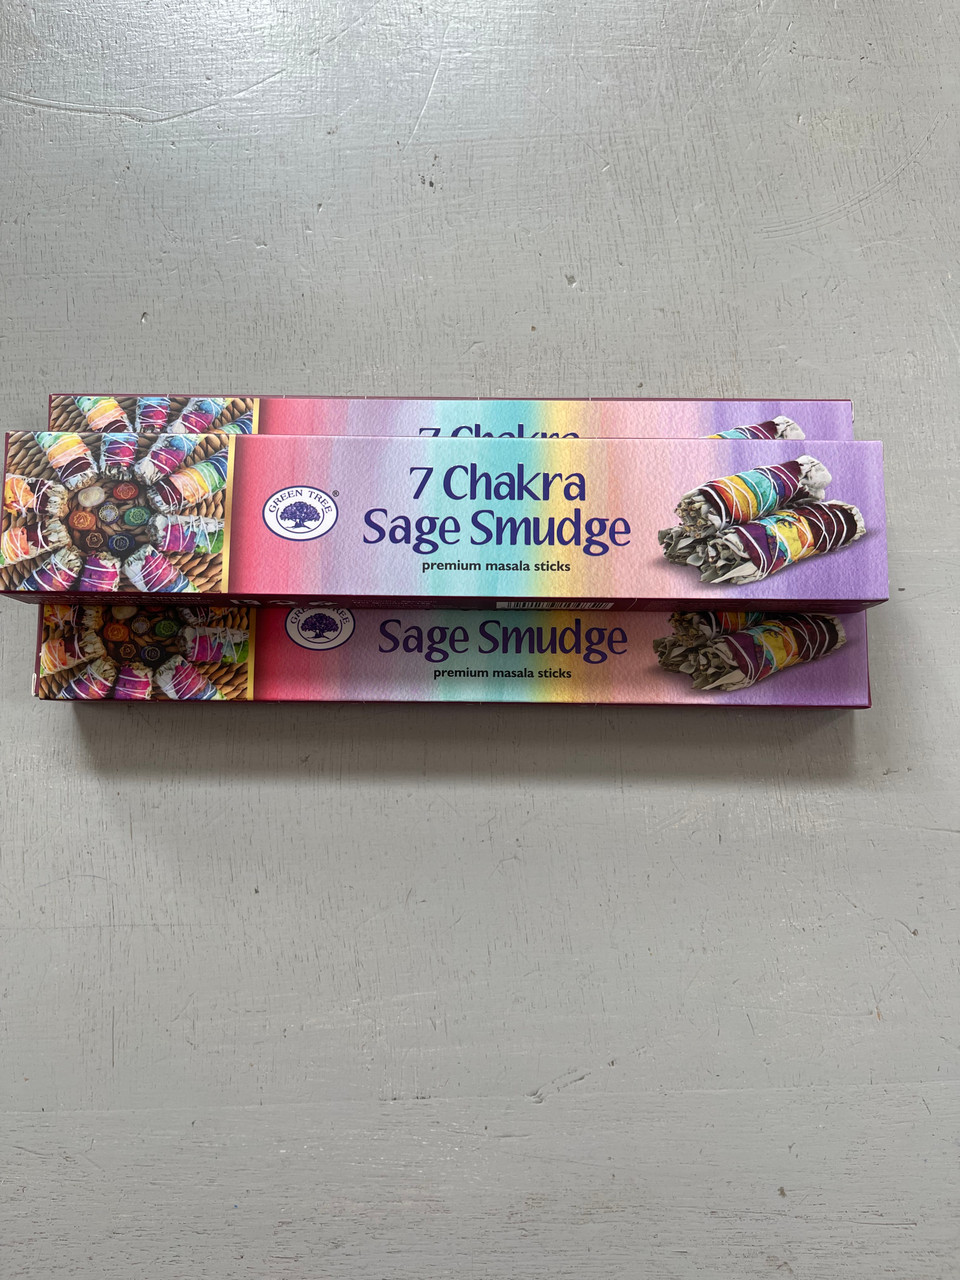 7 Chakra
GREEN TREE
®
7 Chakra
Sage Smudge
premium masala sticks
GREEN TREE
Sage Smudge
premium masala sticks